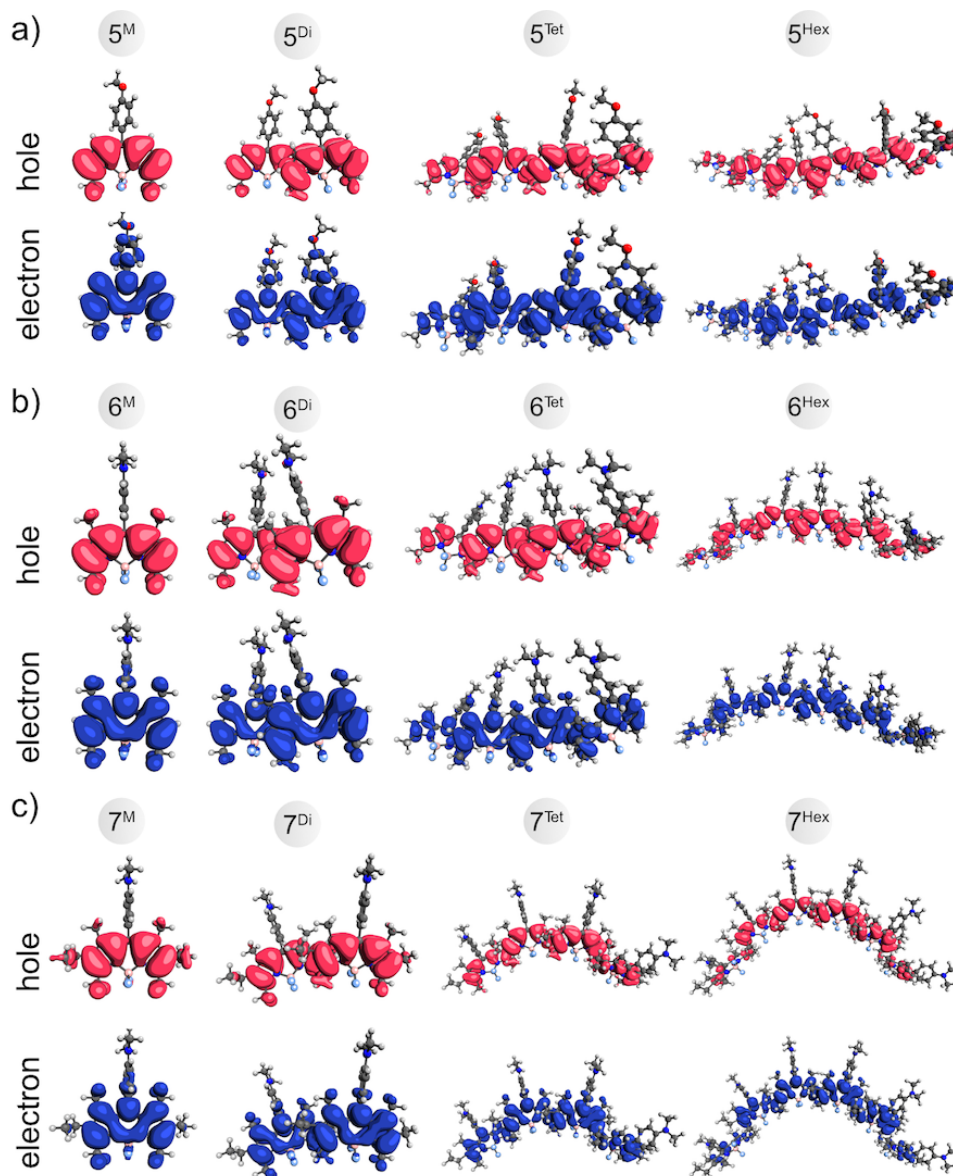 a)
5ᴹ 5ᴰⁱ 5ᵀᵉᵗ 5ᴴᵉˣ
hole
electron
b)
6ᴹ 6ᴰⁱ 6ᵀᵉᵗ 6ᴴᵉˣ
hole
electron
c)
7ᴹ 7ᴰⁱ 7ᵀᵉᵗ 7ᴴᵉˣ
hole
electron